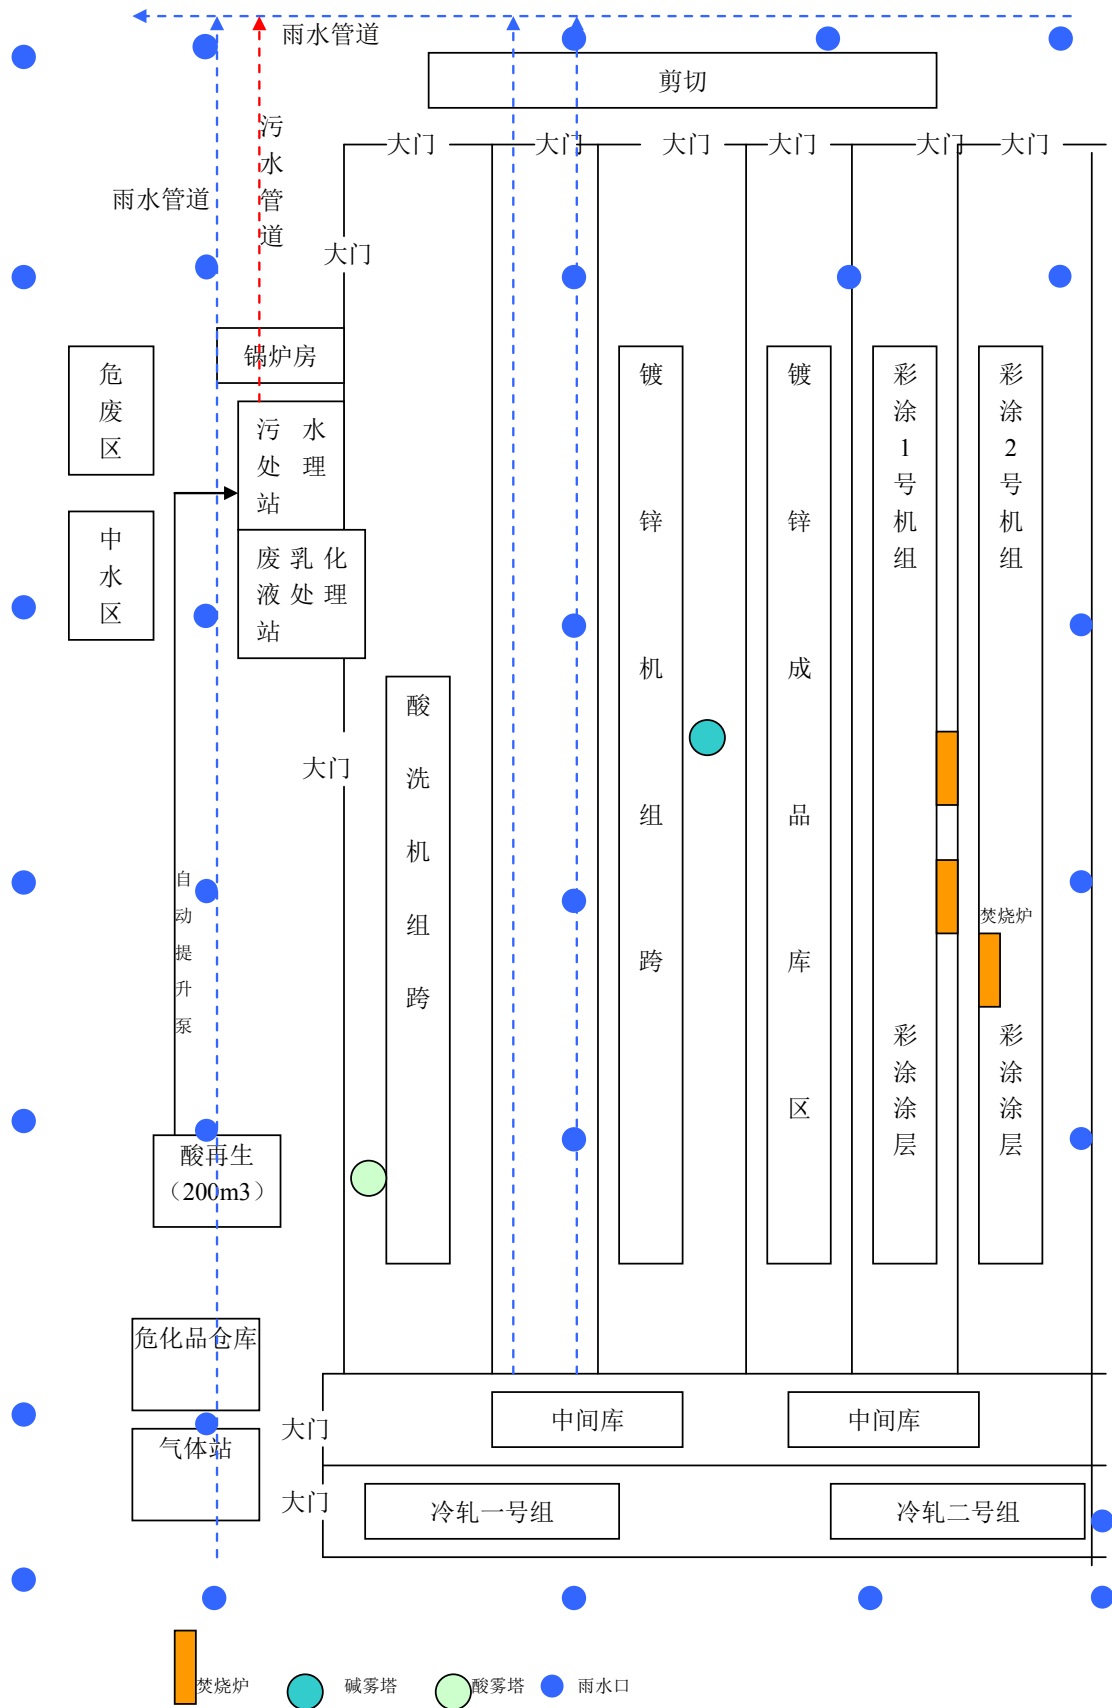 雨水管道
剪切
污水管道
大门
大门
大门
大门
大门
大门
雨水管道
大门
锅炉房
危废区
污水
处理
站
中水区
废乳化
液处理
站
镀锌机组跨
镀锌成品库区
彩涂1号机组
彩涂2号机组
酸洗机组跨
大门
自动提升泵
焚烧炉
彩涂涂层
彩涂涂层
酸再生
（200m3）
危化品仓库
大门
中间库
中间库
气体站
大门
冷轧一号组
冷轧二号组
焚烧炉
碱雾塔
酸雾塔
雨水口